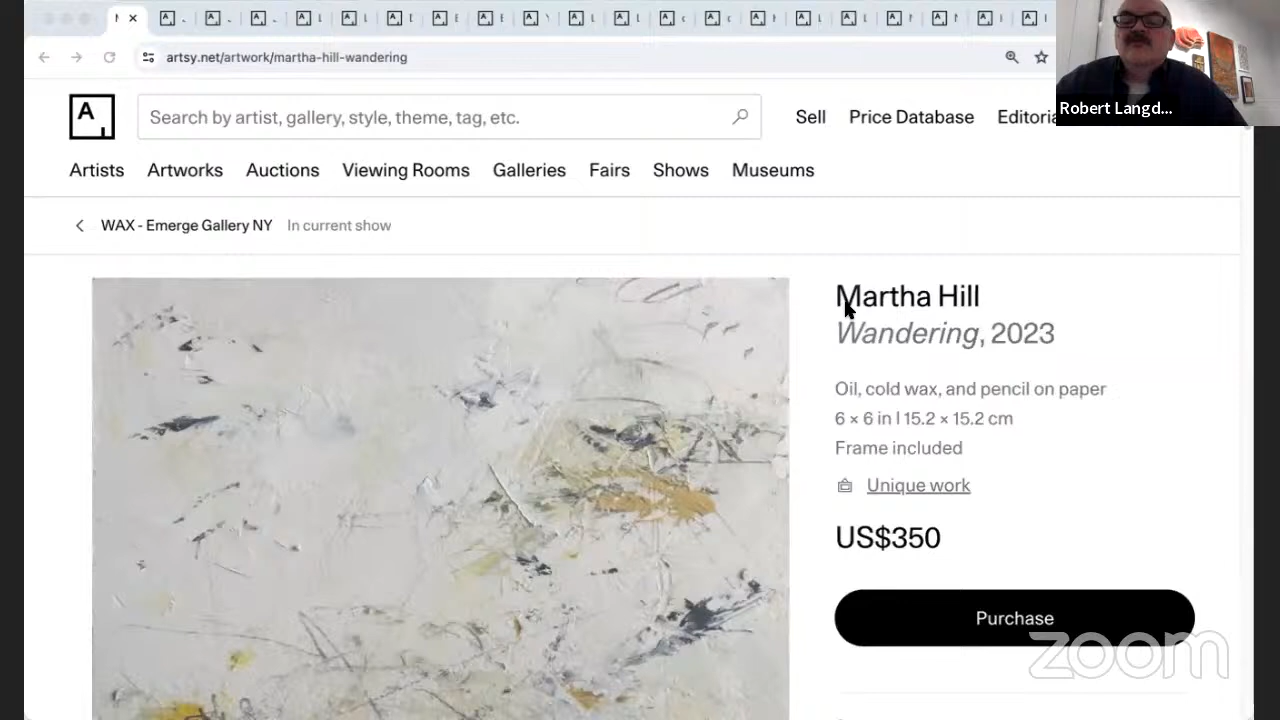 artsy.net/artwork/martha-hill-wandering
Robert Langd...
A
Search by artist, gallery, style, theme, tag, etc.
Sell
Price Database
Editoria
Artists
Artworks
Auctions
Viewing Rooms
Galleries
Fairs
Shows
Museums
WAX - Emerge Gallery NY
In current show
Martha Hill
Wandering, 2023
Oil, cold wax, and pencil on paper
6 × 6 in | 15.2 × 15.2 cm
Frame included
Unique work
US$350
Purchase
zoom